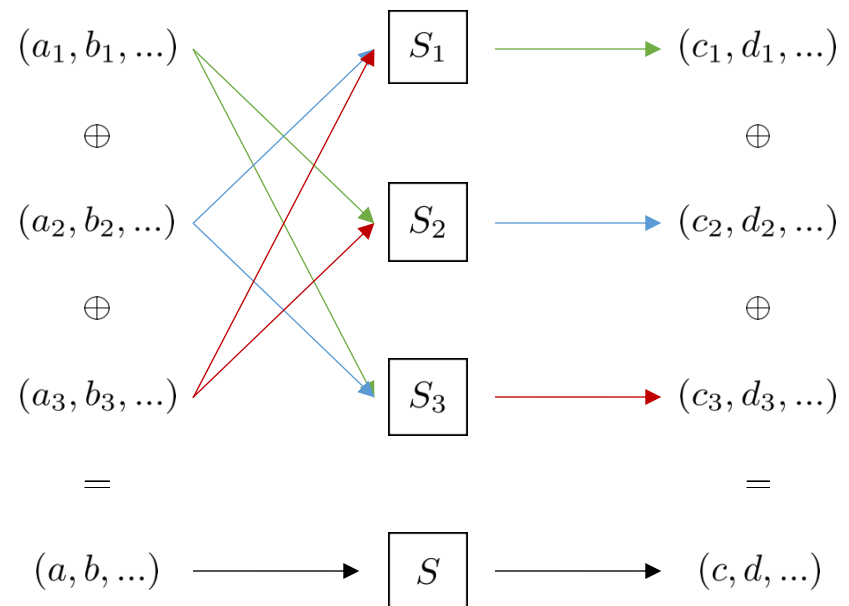 (a₁, b₁, ...) S₁ (c₁, d₁, ...)
⊕ ⊕
(a₂, b₂, ...) S₂ (c₂, d₂, ...)
⊕ ⊕
(a₃, b₃, ...) S₃ (c₃, d₃, ...)
= =
(a, b, ...) S (c, d, ...)